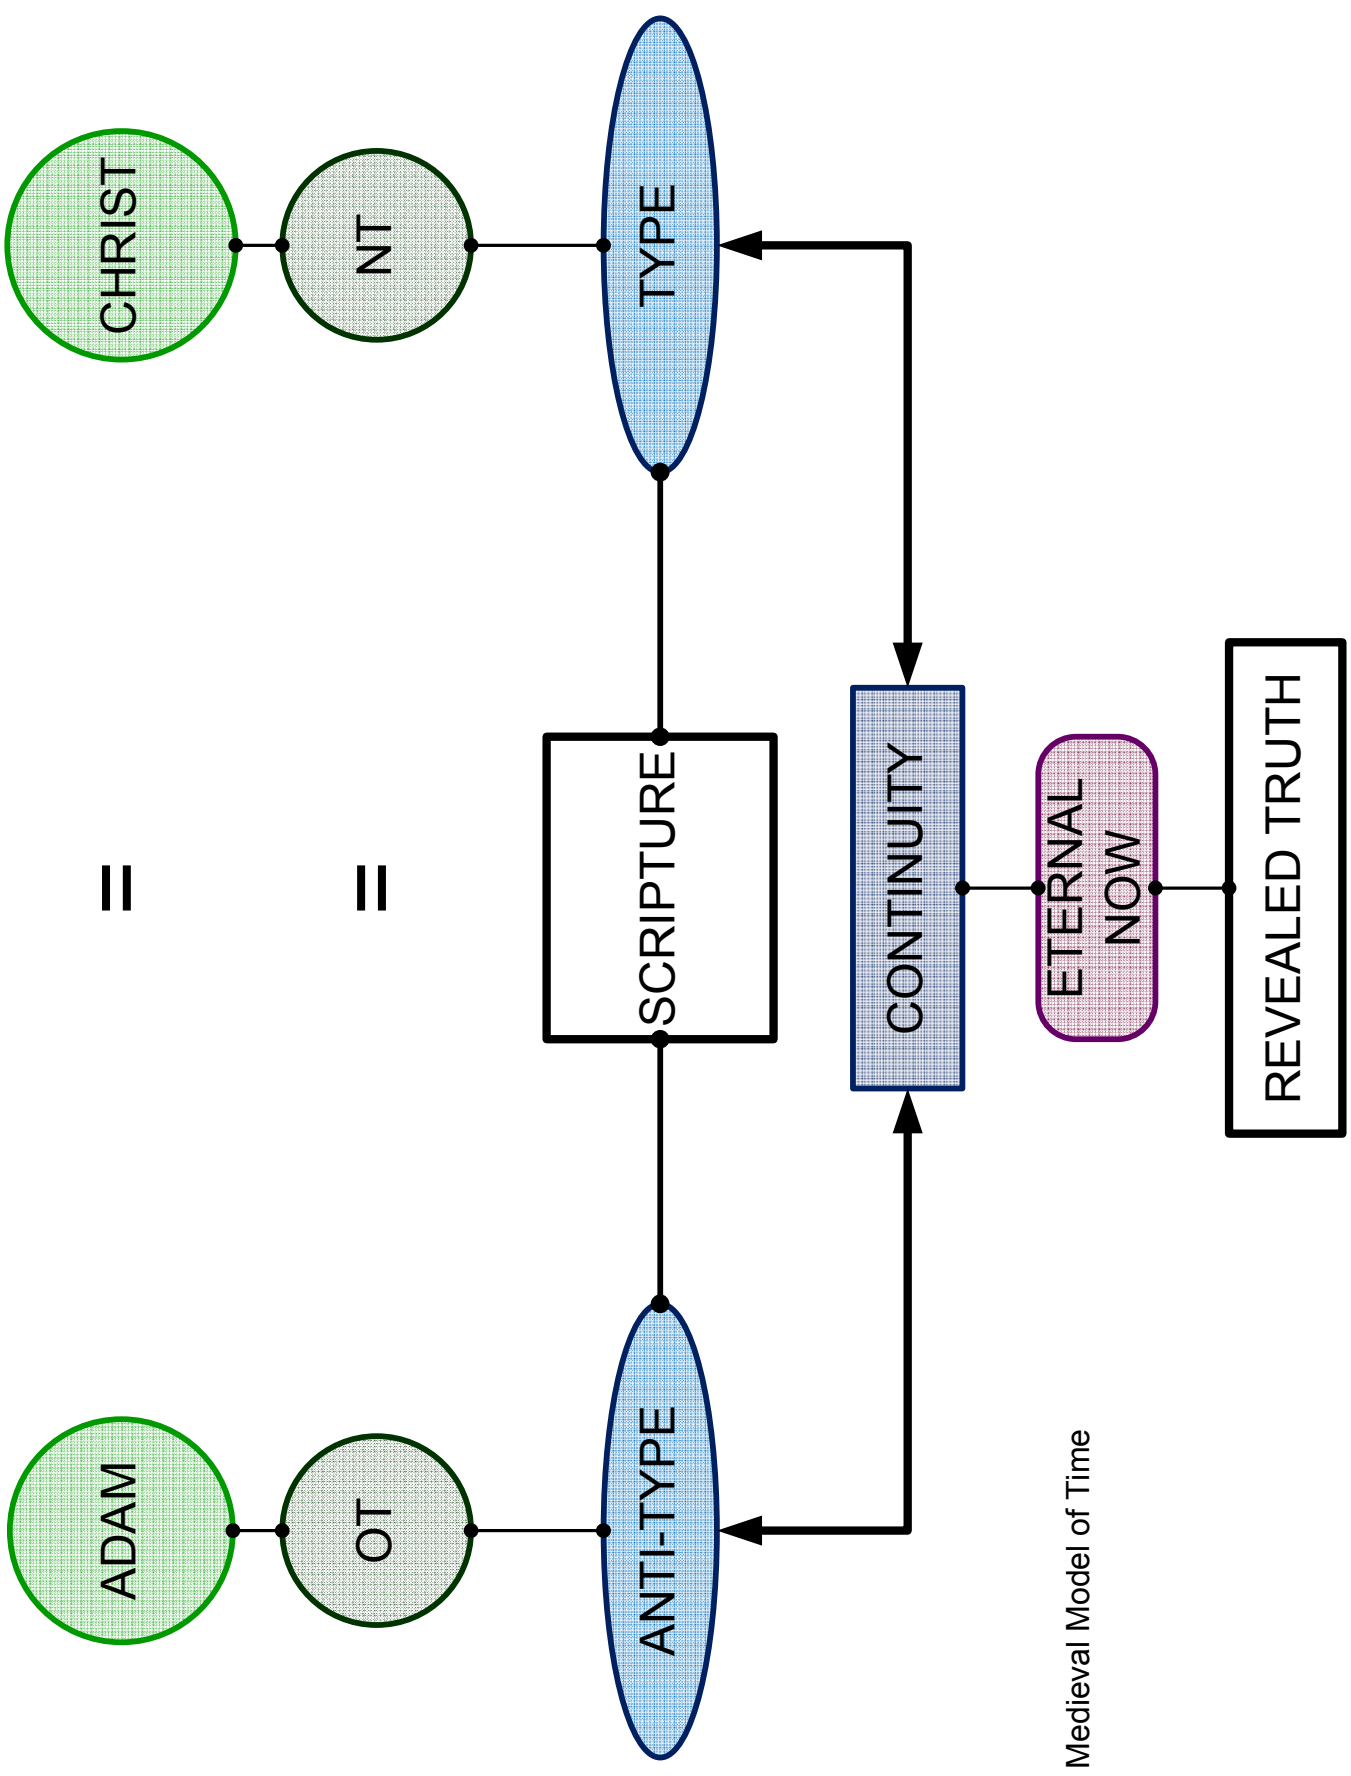 ADAM
=
CHRIST
OT
=
NT
ANTI-TYPE
SCRIPTURE
TYPE
CONTINUITY
ETERNAL
NOW
Medieval Model of Time
REVEALED TRUTH